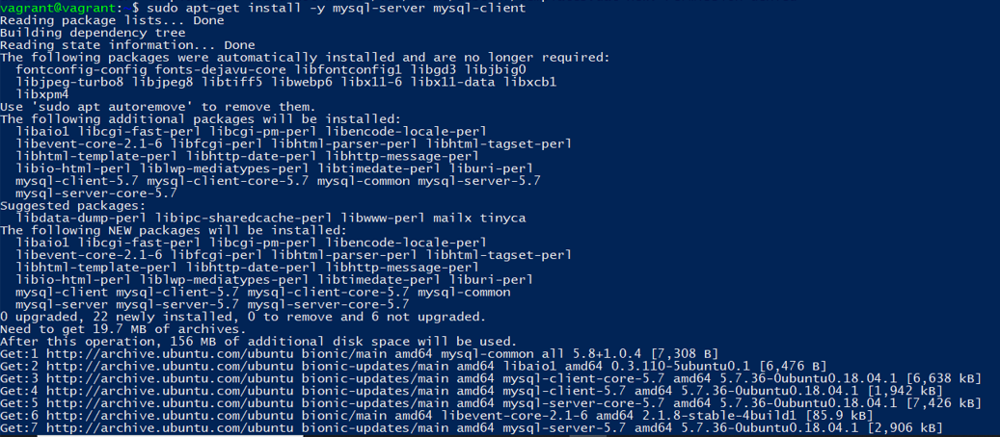 vagrant@vagrant:~$ sudo apt-get install -y mysql-server mysql-client
Reading package lists... Done
Building dependency tree
Reading state information... Done
The following packages were automatically installed and are no longer required:
  fontconfig-config fonts-dejavu-core libfontconfig1 libgd3 libjbig0
  libjpeg-turbo8 libjpeg8 libtiff5 libwebp6 libx11-6 libx11-data libxcb1
  libxpm4
Use 'sudo apt autoremove' to remove them.
The following additional packages will be installed:
  libaio1 libcgi-fast-perl libcgi-pm-perl libencode-locale-perl
  libevent-core-2.1-6 libfcgi-perl libhtml-parser-perl libhtml-tagset-perl
  libhtml-template-perl libhttp-date-perl libhttp-message-perl
  libio-html-perl liblwp-mediatypes-perl libtimedate-perl liburi-perl
  mysql-client-5.7 mysql-client-core-5.7 mysql-common mysql-server-5.7
  mysql-server-core-5.7
Suggested packages:
  libdata-dump-perl libipc-sharedcache-perl libwww-perl mailx tinyca
The following NEW packages will be installed:
  libaio1 libcgi-fast-perl libcgi-pm-perl libencode-locale-perl
  libevent-core-2.1-6 libfcgi-perl libhtml-parser-perl libhtml-tagset-perl
  libhtml-template-perl libhttp-date-perl libhttp-message-perl
  libio-html-perl liblwp-mediatypes-perl libtimedate-perl liburi-perl
  mysql-client mysql-client-5.7 mysql-client-core-5.7 mysql-common
  mysql-server mysql-server-5.7 mysql-server-core-5.7
0 upgraded, 22 newly installed, 0 to remove and 6 not upgraded.
Need to get 19.7 MB of archives.
After this operation, 156 MB of additional disk space will be used.
Get:1 http://archive.ubuntu.com/ubuntu bionic/main amd64 mysql-common all 5.8+1.0.4 [7,308 B]
Get:2 http://archive.ubuntu.com/ubuntu bionic-updates/main amd64 libaio1 amd64 0.3.110-5ubuntu0.1 [6,476 B]
Get:3 http://archive.ubuntu.com/ubuntu bionic-updates/main amd64 mysql-client-core-5.7 amd64 5.7.36-0ubuntu0.18.04.1 [6,638 kB]
Get:4 http://archive.ubuntu.com/ubuntu bionic-updates/main amd64 mysql-client-5.7 amd64 5.7.36-0ubuntu0.18.04.1 [1,942 kB]
Get:5 http://archive.ubuntu.com/ubuntu bionic-updates/main amd64 mysql-server-core-5.7 amd64 5.7.36-0ubuntu0.18.04.1 [7,426 kB]
Get:6 http://archive.ubuntu.com/ubuntu bionic/main amd64 libevent-core-2.1-6 amd64 2.1.8-stable-4build1 [85.9 kB]
Get:7 http://archive.ubuntu.com/ubuntu bionic-updates/main amd64 mysql-server-5.7 amd64 5.7.36-0ubuntu0.18.04.1 [2,906 kB]